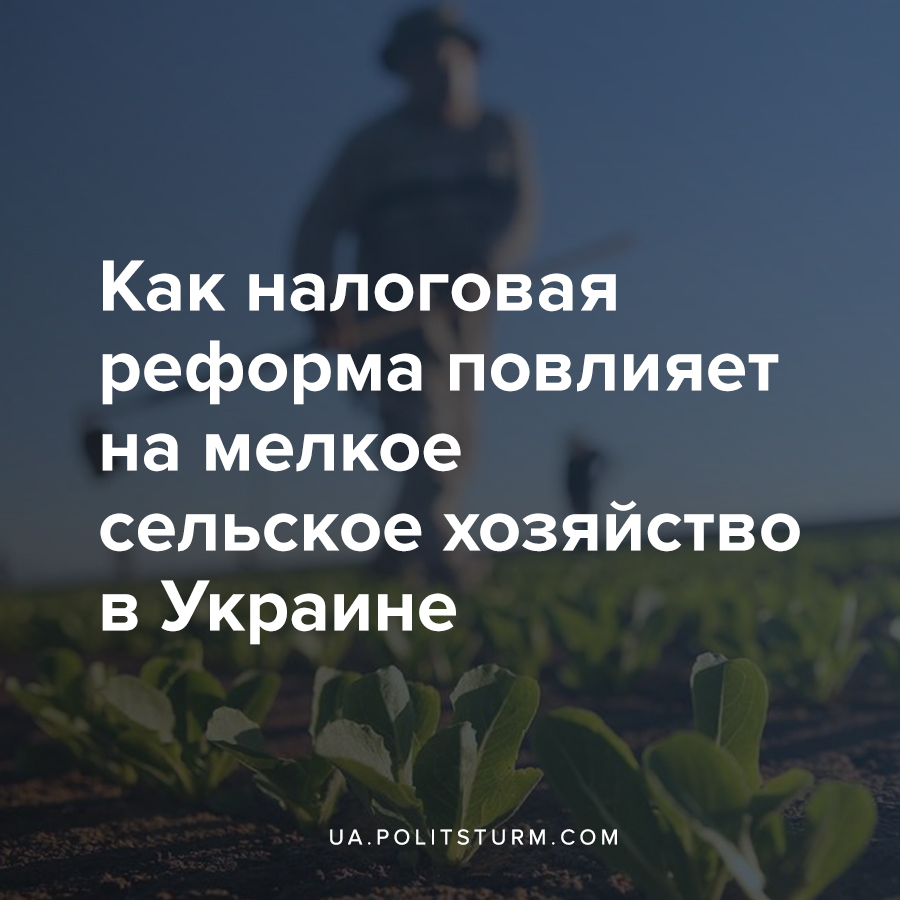 Как налоговая
реформа повлияет
на мелкое
сельское хозяйство
в Украине
UA.POLITSTURM.COM